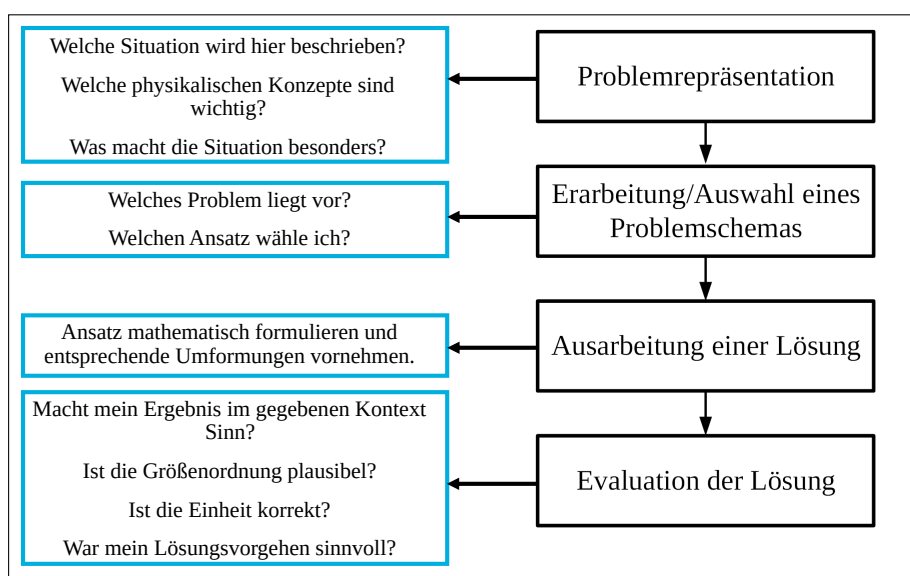 Welche Situation wird hier beschrieben?
Welche physikalischen Konzepte sind
wichtig?
Was macht die Situation besonders?
Problemrepräsentation
Welches Problem liegt vor?
Welchen Ansatz wähle ich?
Erarbeitung/Auswahl eines
Problemschemas
Ansatz mathematisch formulieren und
entsprechende Umformungen vornehmen.
Ausarbeitung einer Lösung
Macht mein Ergebnis im gegebenen Kontext
Sinn?
Ist die Größenordnung plausibel?
Ist die Einheit korrekt?
War mein Lösungsvorgehen sinnvoll?
Evaluation der Lösung